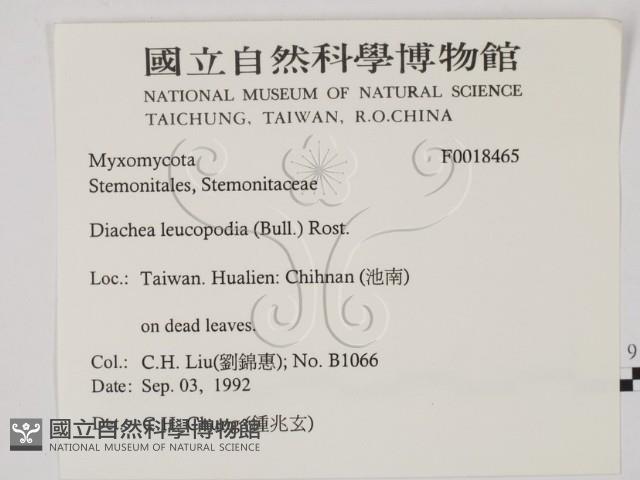 國立自然科學博物館
NATIONAL MUSEUM OF NATURAL SCIENCE
TAICHUNG, TAIWAN, R.O.CHINA
Myxomycota F0018465
Stemonitales, Stemonitaceae
Diachea leucopodia (Bull.) Rost.
Loc.: Taiwan. Hualien: Chihnan (池南)
on dead leaves.
Col.: C.H. Liu(劉錦惠); No. B1066
Date: Sep. 03, 1992
Det.: C.H. Chung(鍾兆玄)
國立自然科學博物館
NATIONAL MUSEUM OF NATURAL SCIENCE
9